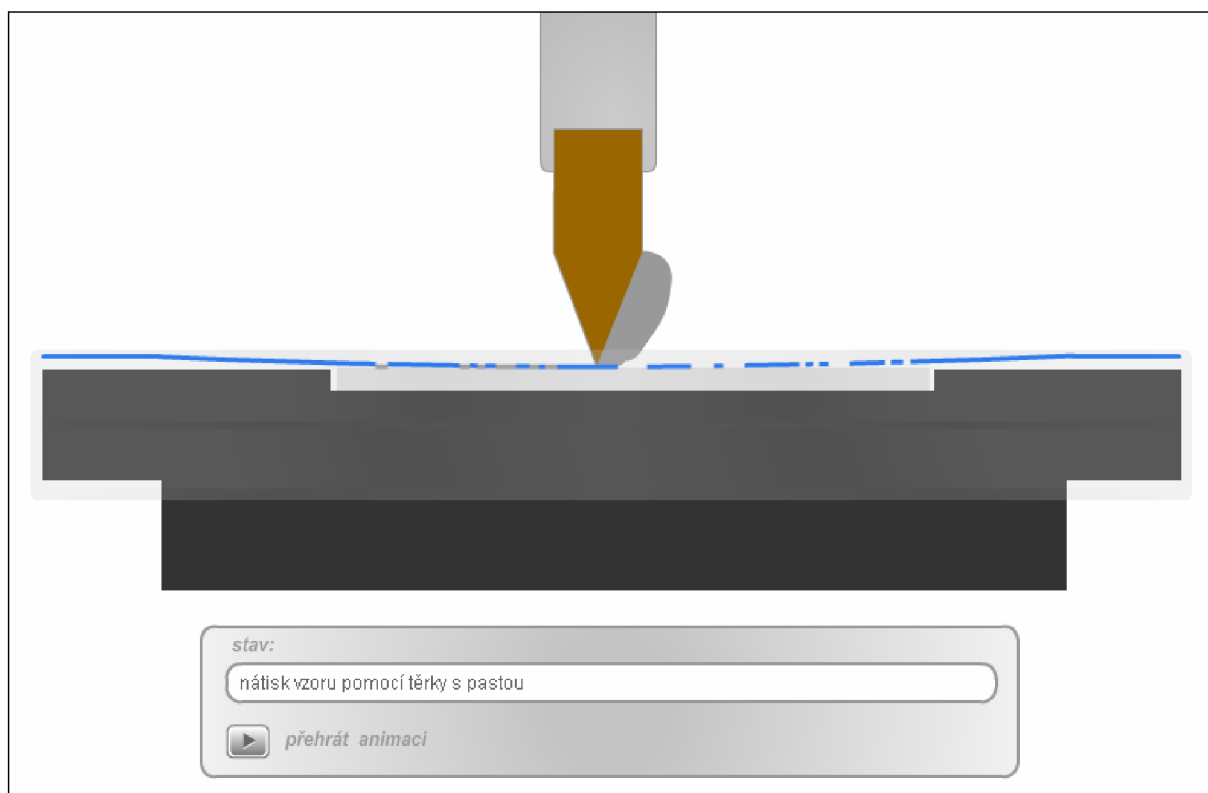 stav:
nátisk vzoru pomocí těrky s pastou
přehrát animaci